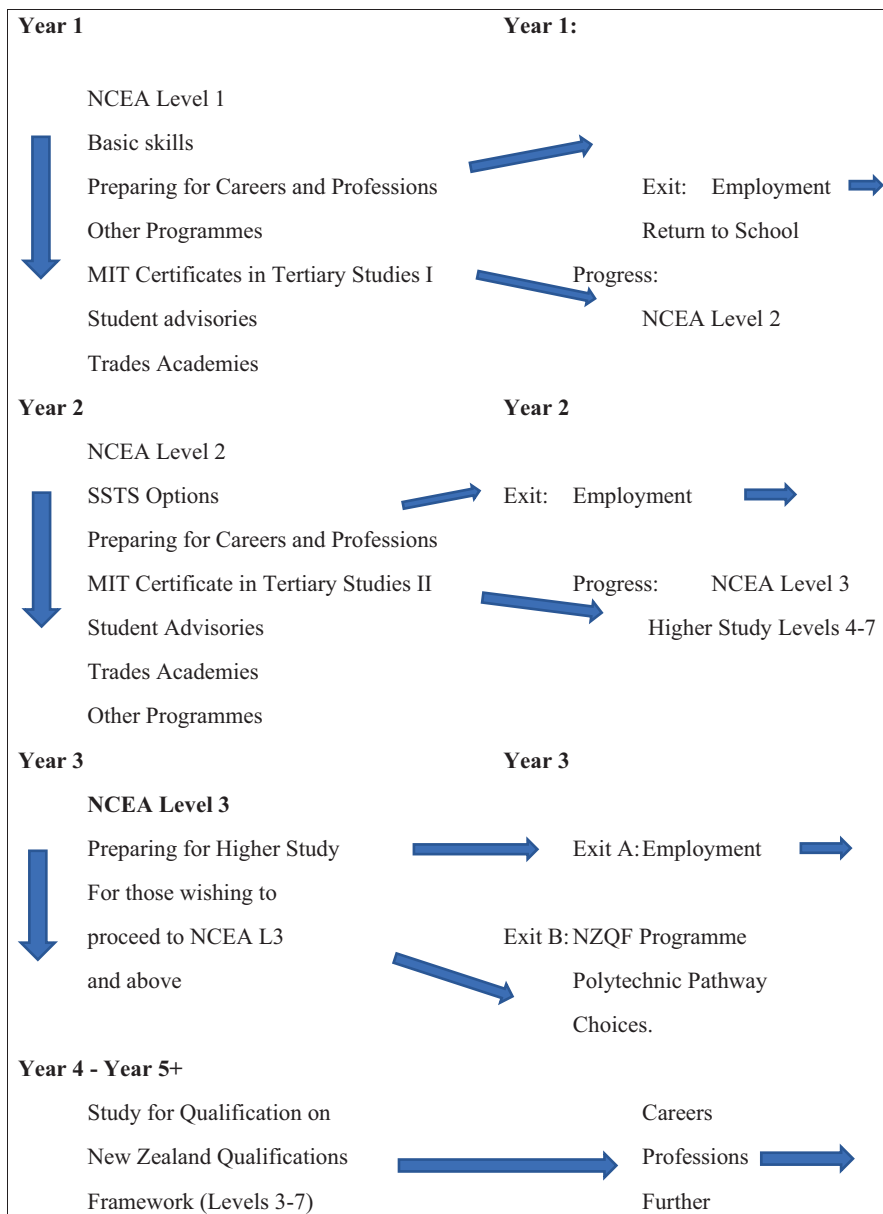 Year 1 Year 1:
NCEA Level 1
Basic skills
Preparing for Careers and Professions Exit: Employment
Other Programmes Return to School
MIT Certificates in Tertiary Studies I Progress:
Student advisories NCEA Level 2
Trades Academies
Year 2 Year 2
NCEA Level 2
SSTS Options Exit: Employment
Preparing for Careers and Professions
MIT Certificate in Tertiary Studies II Progress: NCEA Level 3
Student Advisories Higher Study Levels 4-7
Trades Academies
Other Programmes
Year 3 Year 3
NCEA Level 3
Preparing for Higher Study Exit A: Employment
For those wishing to
proceed to NCEA L3 Exit B: NZQF Programme
and above Polytechnic Pathway
Choices.
Year 4 - Year 5+
Study for Qualification on Careers
New Zealand Qualifications Professions
Framework (Levels 3-7) Further